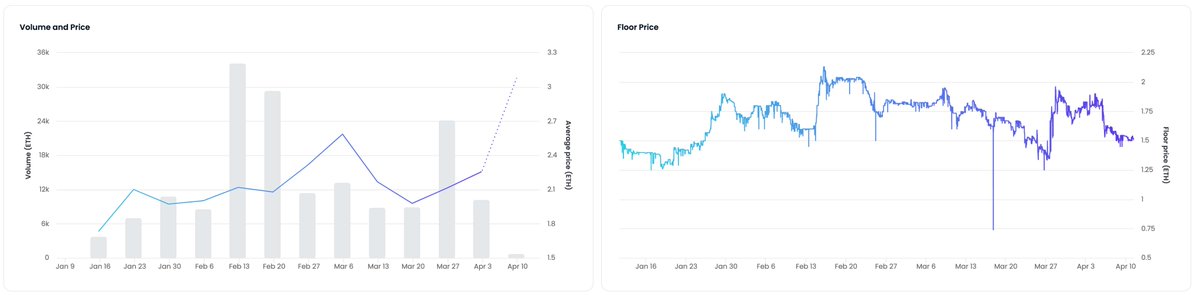 Volume and Price
36k
30k
24k
18k
12k
6k
0
Volume (ETH)
3.3
3
2.7
2.4
2.1
1.8
1.5
Average price (ETH)
Jan 9 Jan 16 Jan 23 Jan 30 Feb 6 Feb 13 Feb 20 Feb 27 Mar 6 Mar 13 Mar 20 Mar 27 Apr 3 Apr 10
Floor Price
2.25
2
1.75
1.5
1.25
1
0.75
0.5
Floor price (ETH)
Jan 16 Jan 23 Jan 30 Feb 6 Feb 13 Feb 20 Feb 27 Mar 6 Mar 13 Mar 20 Mar 27 Apr 3 Apr 10